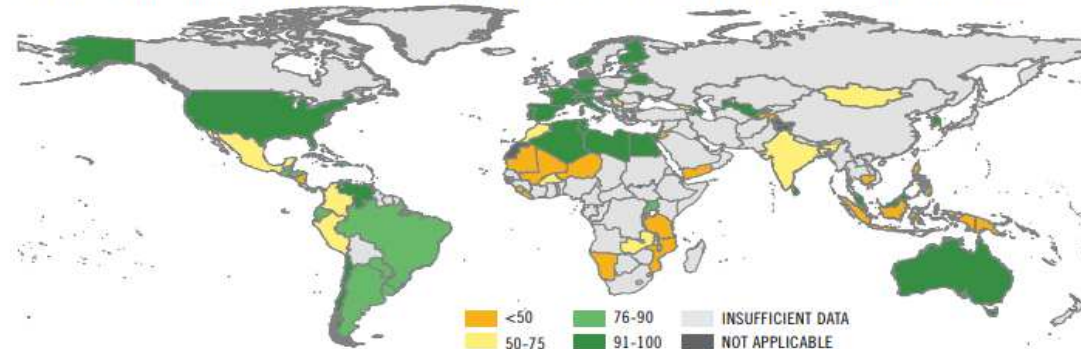 <50
76-90
INSUFFICIENT DATA
50-75
91-100
NOT APPLICABLE